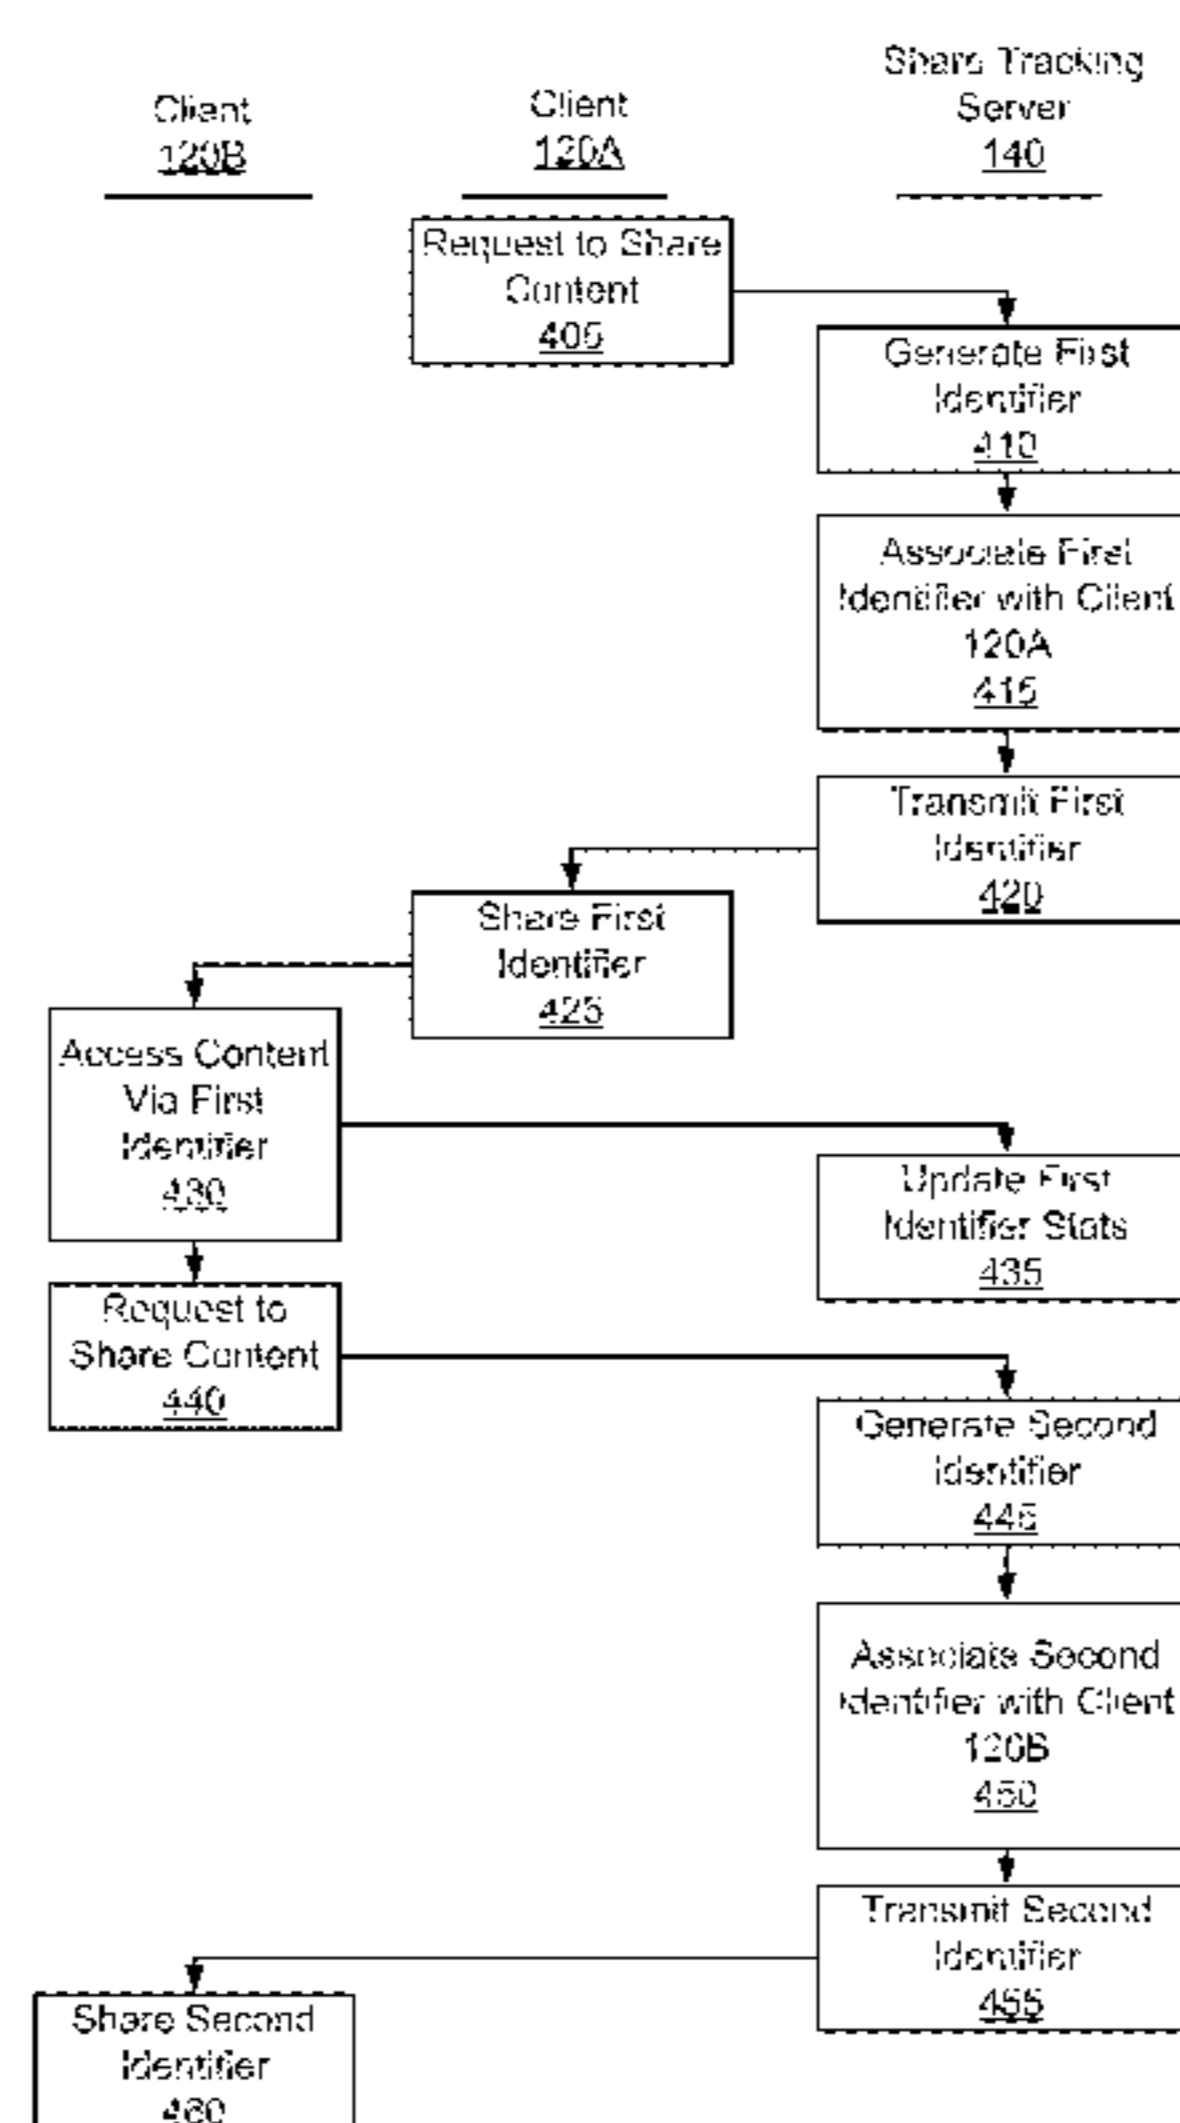 Client
120B
Client
120A
Share Tracking
Server
140
Request to Share
Content
405
Generate First
Identifier
410
Associate First
Identifier with Client
120A
415
Transmit First
Identifier
420
Share First
Identifier
425
Access Content
Via First
Identifier
430
Update First
Identifier Stats
435
Request to
Share Content
440
Generate Second
Identifier
445
Associate Second
Identifier with Client
120B
450
Transmit Second
Identifier
455
Share Second
Identifier
460